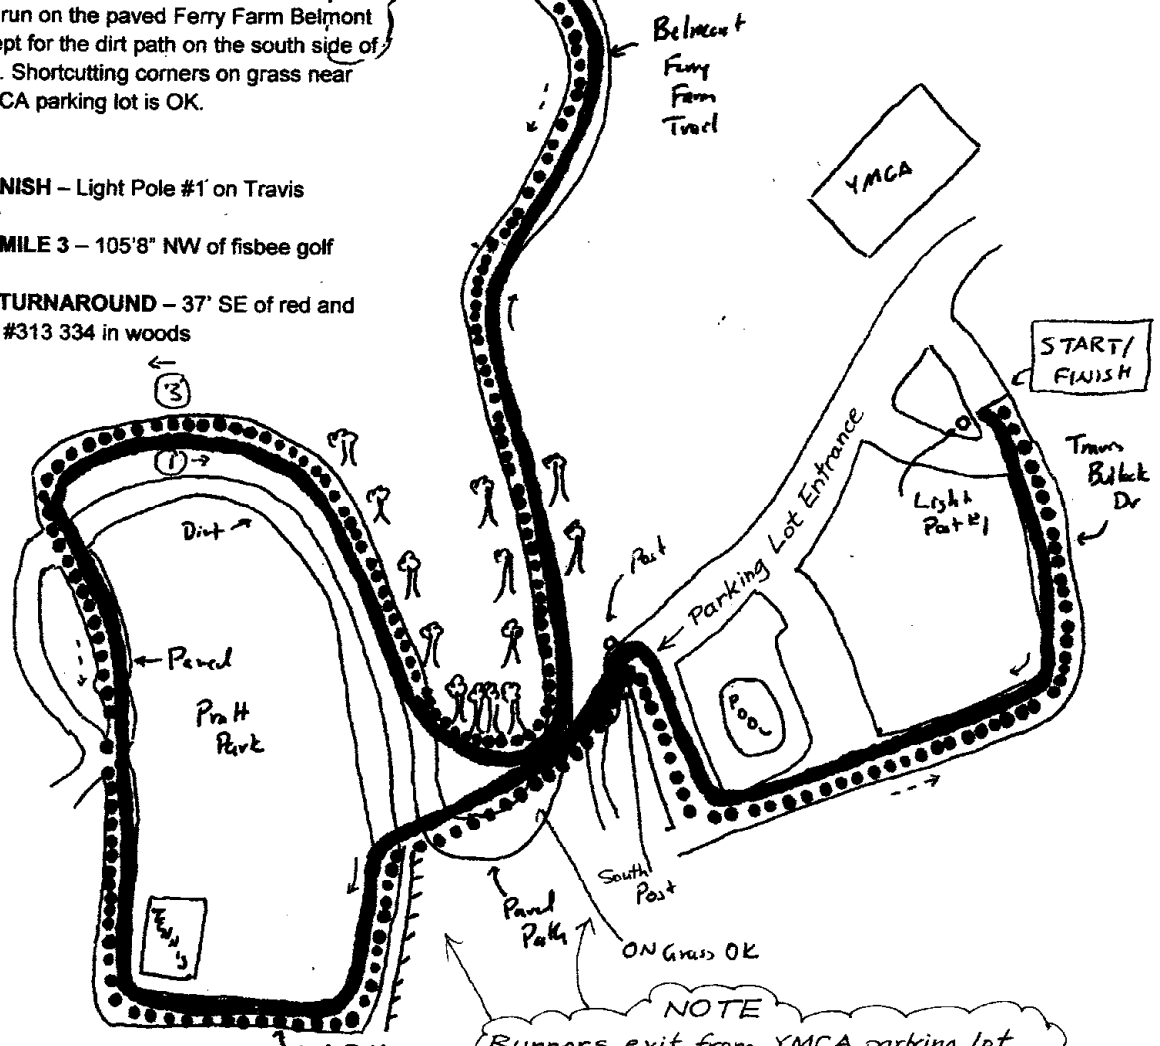 run on the paved Ferry Farm Belmont
ept for the dirt path on the south side of
. Shortcutting corners on grass near
CA parking lot is OK.
NISH – Light Pole #1 on Travis
MILE 3 – 105'8" NW of fisbee golf
TURNAROUND – 37' SE of red and
#313 334 in woods
Belmont
Ferry
Farm
Trail
YMCA
START/
FINISH
Travis
Bullock
Dr
Light
Post #1
Parking Lot Entrance
Post
POOL
3
1
Dirt
Paved
Pratt
Park
TENNIS
South
Post
Paved
Path
ON Grass OK
NOTE
Runners exit from YMCA parking lot